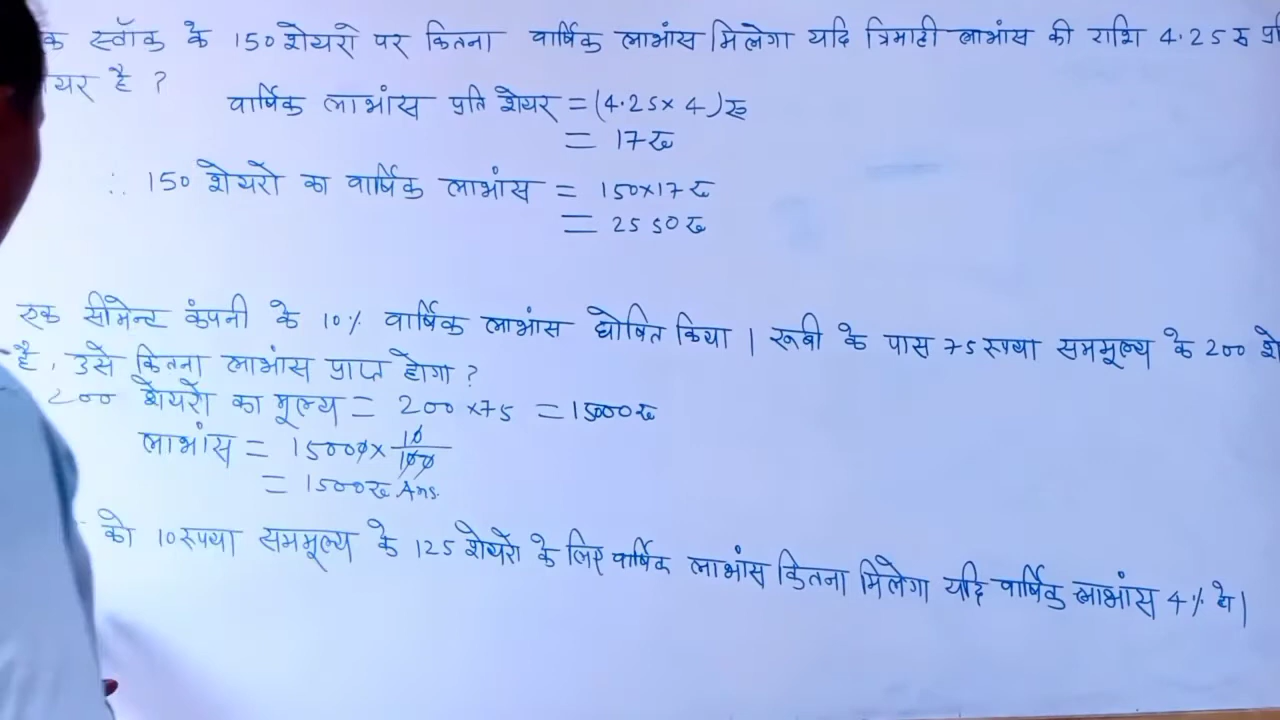 स्टॉक के 150 शेयरो पर कितना वार्षिक लाभांस मिलेगा यदि त्रिमाही लाभांस की राशि 4.25 रु
है ?
वार्षिक लाभांस प्रति शेयर = (4.25 × 4) रु
= 17 रु
∴ 150 शेयरो का वार्षिक लाभांस = 150×17 रु
= 2550 रु
एक सीमेन्ट कंपनी के 10% वार्षिक लाभांस घोषित किया | रूबी के पास 75 रुपया सममूल्य के 200
है , उसे कितना लाभांस प्राप्त होगा ?
200 शेयरो का मूल्य = 200 ×75 = 15000 रु
लाभांस = 15000 × 10/100
= 1500 रु Ans.
को 10 रुपया सममूल्य के 125 शेयरो के लिए वार्षिक लाभांस कितना मिलेगा यदि वार्षिक लाभांस 4% हे |